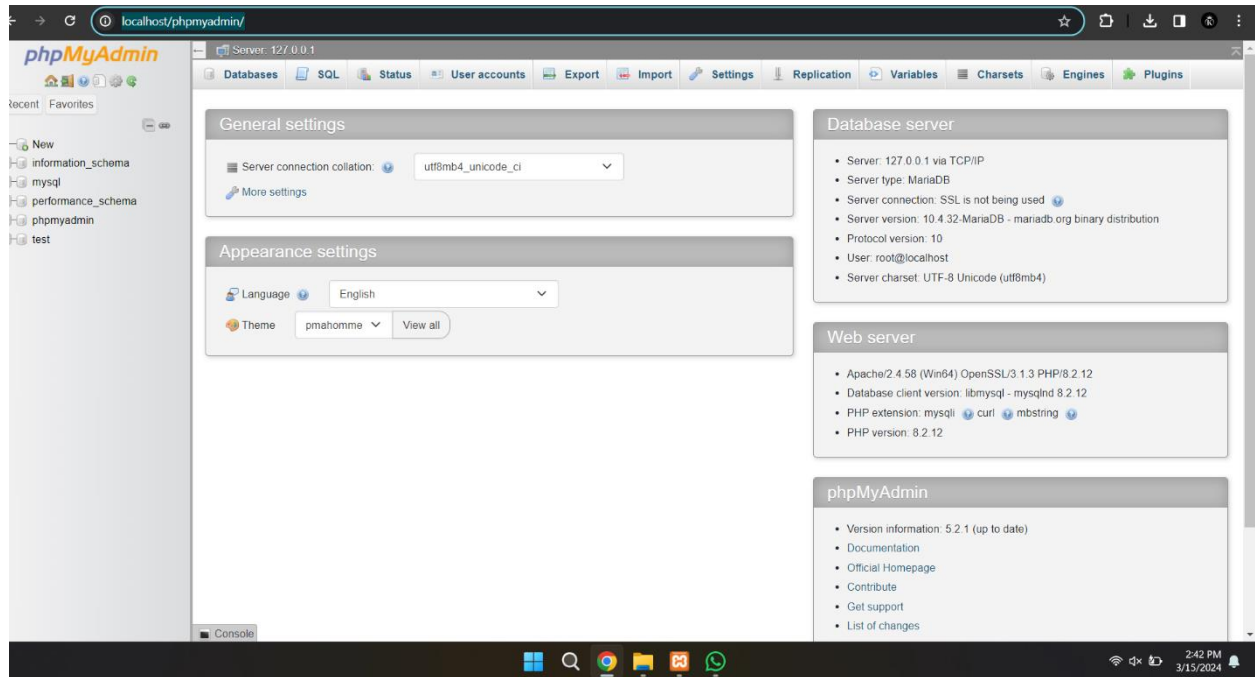 localhost/phpmyadmin/
phpMyAdmin
Recent Favorites
New
information_schema
mysql
performance_schema
phpmyadmin
test
Server: 127.0.0.1
Databases SQL Status User accounts Export Import Settings Replication Variables Charsets Engines Plugins
General settings
Server connection collation: utf8mb4_unicode_ci
More settings
Appearance settings
Language English
Theme pmahomme View all
Database server
• Server: 127.0.0.1 via TCP/IP
• Server type: MariaDB
• Server connection: SSL is not being used
• Server version: 10.4.32-MariaDB - mariadb.org binary distribution
• Protocol version: 10
• User: root@localhost
• Server charset: UTF-8 Unicode (utf8mb4)
Web server
• Apache/2.4.58 (Win64) OpenSSL/3.1.3 PHP/8.2.12
• Database client version: libmysql - mysqlnd 8.2.12
• PHP extension: mysqli curl mbstring
• PHP version: 8.2.12
phpMyAdmin
• Version information: 5.2.1 (up to date)
• Documentation
• Official Homepage
• Contribute
• Get support
• List of changes
Console
2:42 PM
3/15/2024